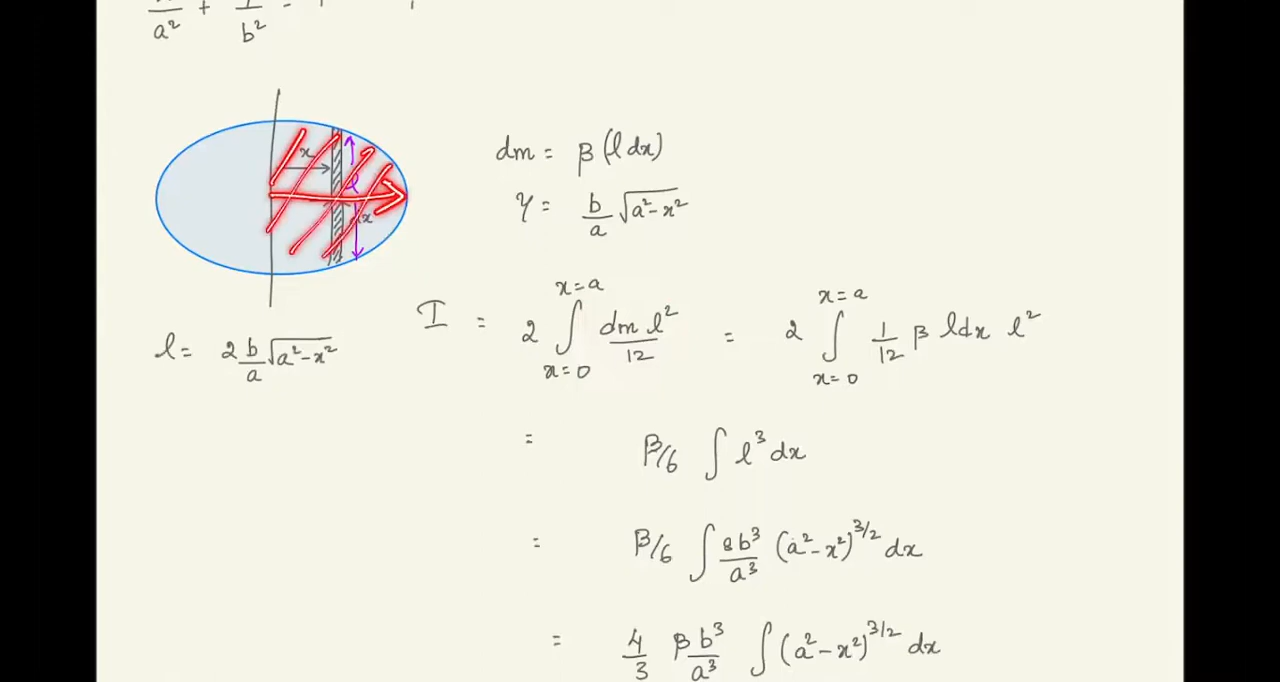 a² + b²
x
l
x
dm = β (l dx)
y = b/a √a²-x²
l = 2 b/a √a²-x²
I = 2 ∫_{x=0}^{x=a} dm l²/12 = 2 ∫_{x=0}^{x=a} 1/12 β ldx l²
= β/6 ∫ l³ dx
= β/6 ∫ 8b³/a³ (a²-x²)^{3/2} dx
= 4/3 βb³/a³ ∫ (a²-x²)^{3/2} dx